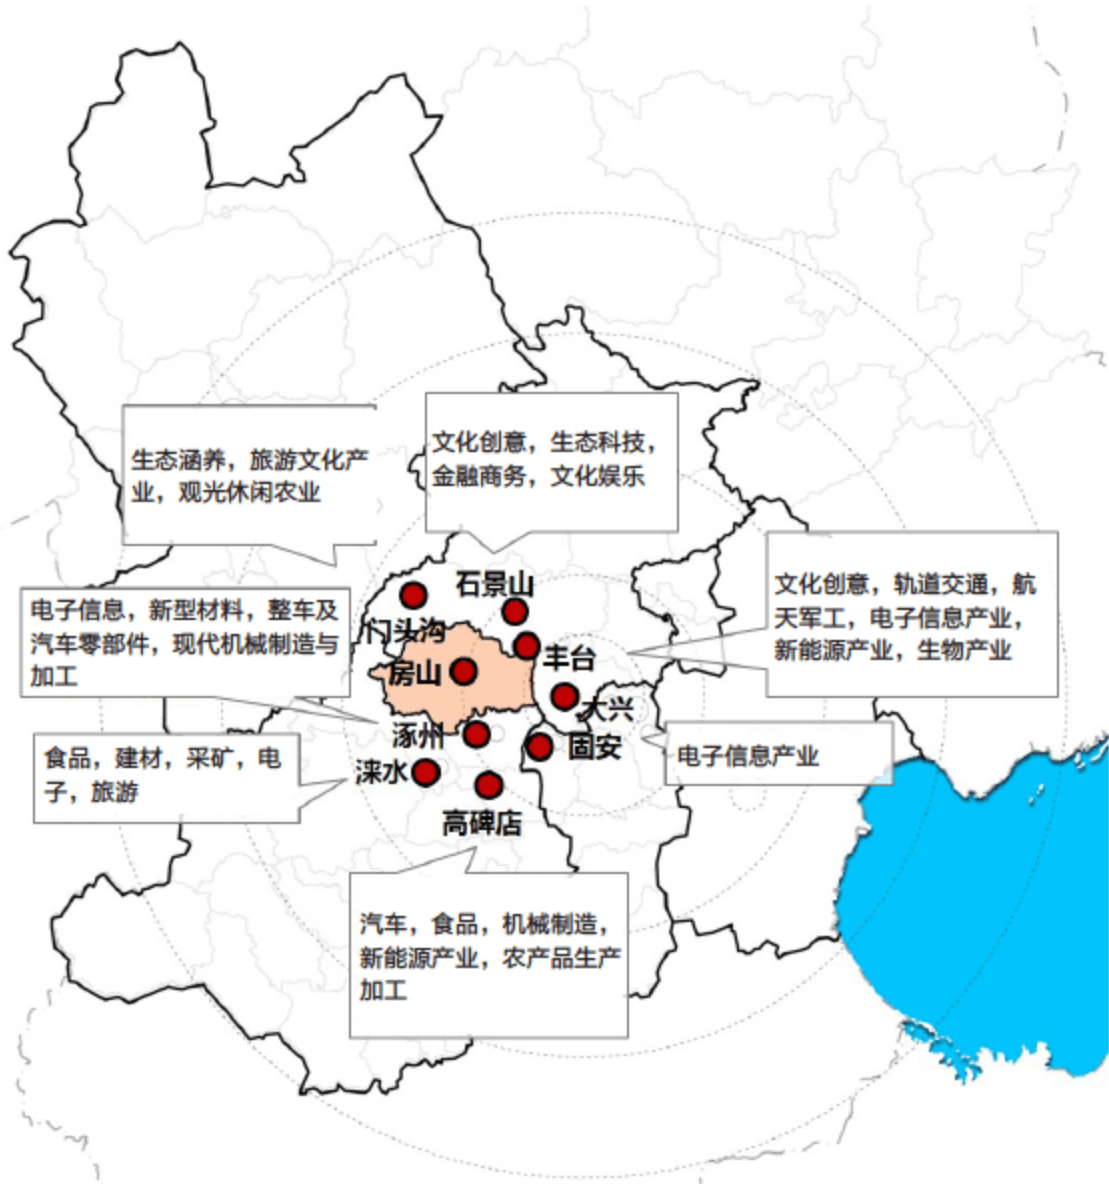 生态涵养，旅游文化产
业，观光休闲农业
文化创意，生态科技，
金融商务，文化娱乐
文化创意，轨道交通，航
天军工，电子信息产业，
新能源产业，生物产业
电子信息，新型材料，整车及
汽车零部件，现代机械制造与
加工
石景山
门头沟
丰台
房山
大兴
涿州
固安
电子信息产业
食品，建材，采矿，电
子，旅游
涞水
高碑店
汽车，食品，机械制造，
新能源产业，农产品生产
加工